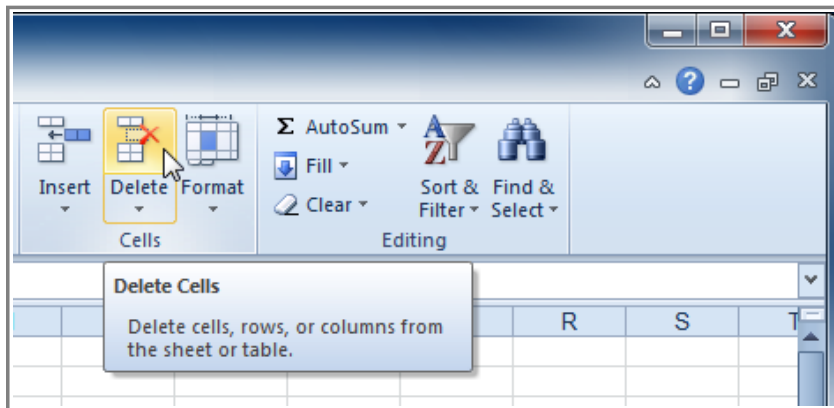 Σ AutoSum
Fill
Clear
Insert
Delete
Format
Sort &
Filter
Find &
Select
Cells
Editing
Delete Cells
Delete cells, rows, or columns from
the sheet or table.
R
S
T